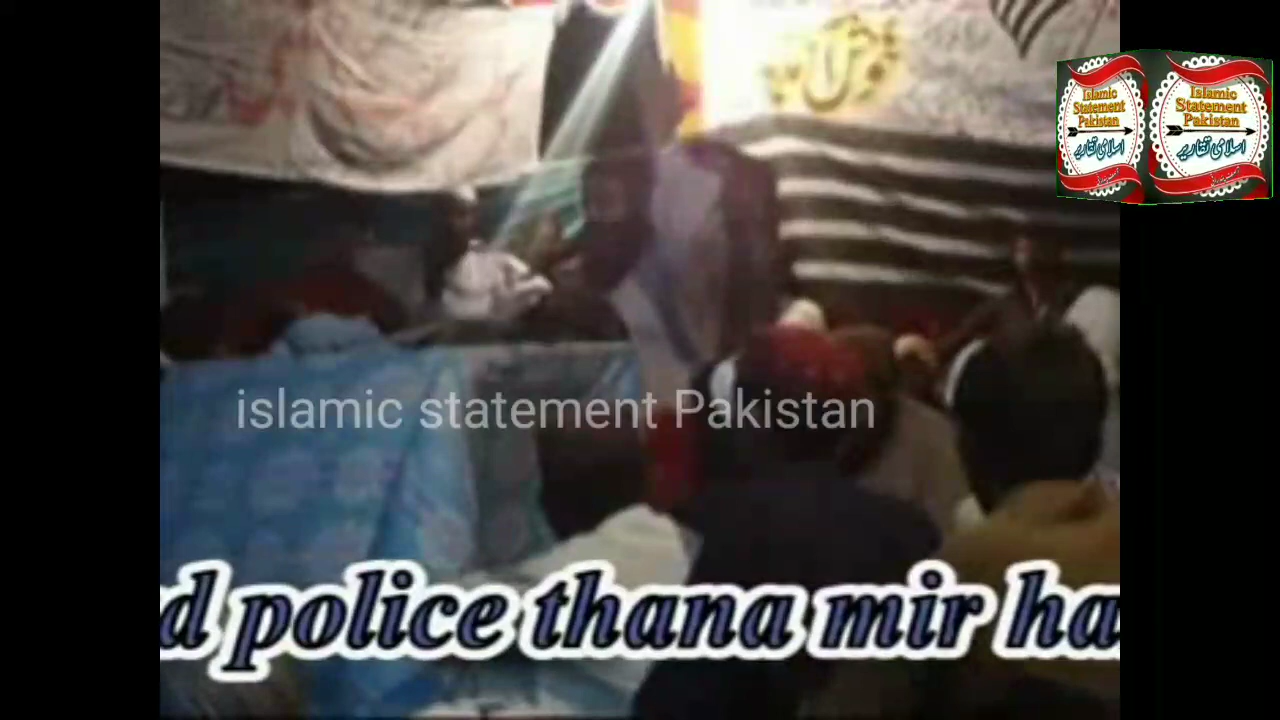 Islamic
Statement
Pakistan
اسلامی تقاریر
Islamic
Statement
Pakistan
اسلامی تقاریر
islamic statement Pakistan
d police thana mir ha